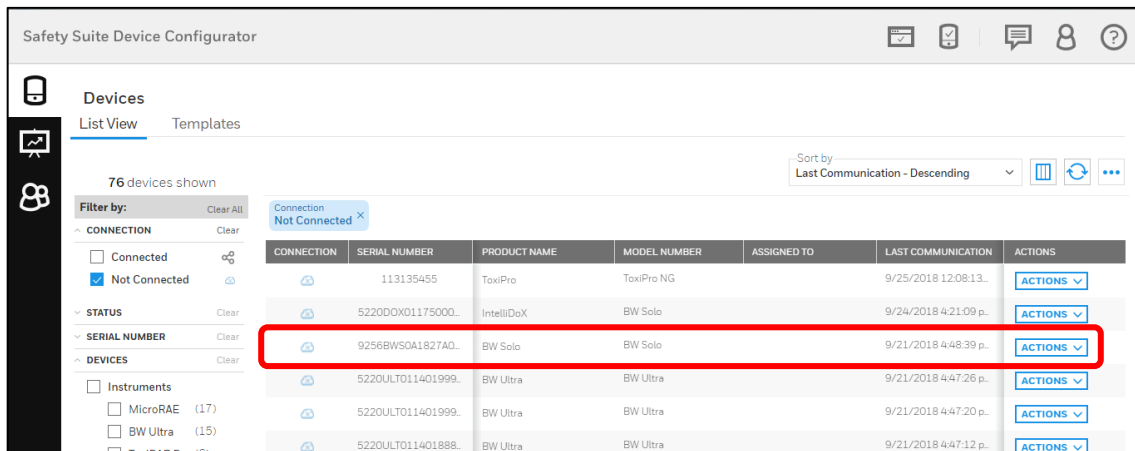 Safety Suite Device Configurator
Devices
List View Templates
Sort by
Last Communication - Descending
76 devices shown
Filter by: Clear All
Connection
Not Connected ×
CONNECTION Clear
Connected
Not Connected
STATUS Clear
SERIAL NUMBER Clear
DEVICES Clear
Instruments
MicroRAE (17)
BW Ultra (15)
CONNECTION SERIAL NUMBER PRODUCT NAME MODEL NUMBER ASSIGNED TO LAST COMMUNICATION ACTIONS
113135455 ToxiPro ToxiPro NG 9/25/2018 12:08:13... ACTIONS
5220DOX01175000... IntelliDoX BW Solo 9/24/2018 4:21:09 p... ACTIONS
9256BWS0A1827A0... BW Solo BW Solo 9/21/2018 4:48:39 p... ACTIONS
5220ULT011401999... BW Ultra BW Ultra 9/21/2018 4:47:26 p... ACTIONS
5220ULT011401999... BW Ultra BW Ultra 9/21/2018 4:47:20 p... ACTIONS
5220ULT011401888... BW Ultra BW Ultra 9/21/2018 4:47:12 p... ACTIONS